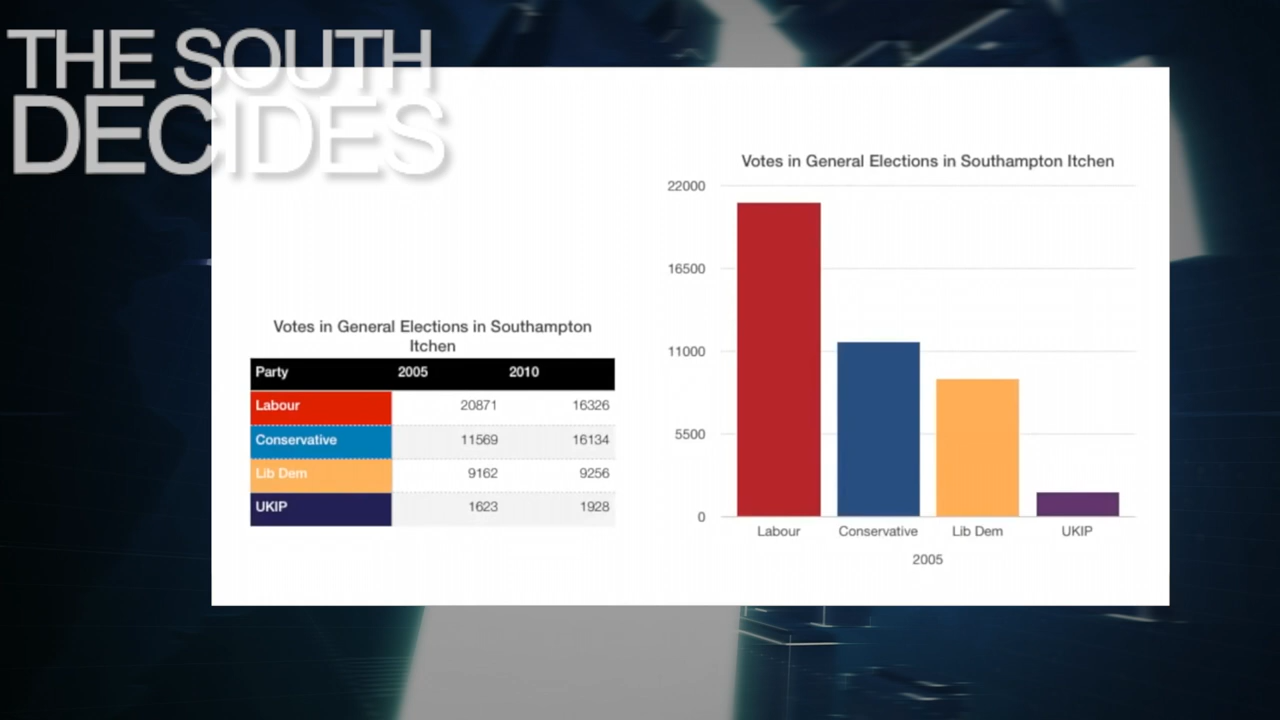 THE SOUTH
DECIDES
Votes in General Elections in Southampton
Itchen
Party 2005 2010
Labour 20871 16326
Conservative 11569 16134
Lib Dem 9162 9256
UKIP 1623 1928
Votes in General Elections in Southampton Itchen
22000
16500
11000
5500
0
Labour Conservative Lib Dem UKIP
2005